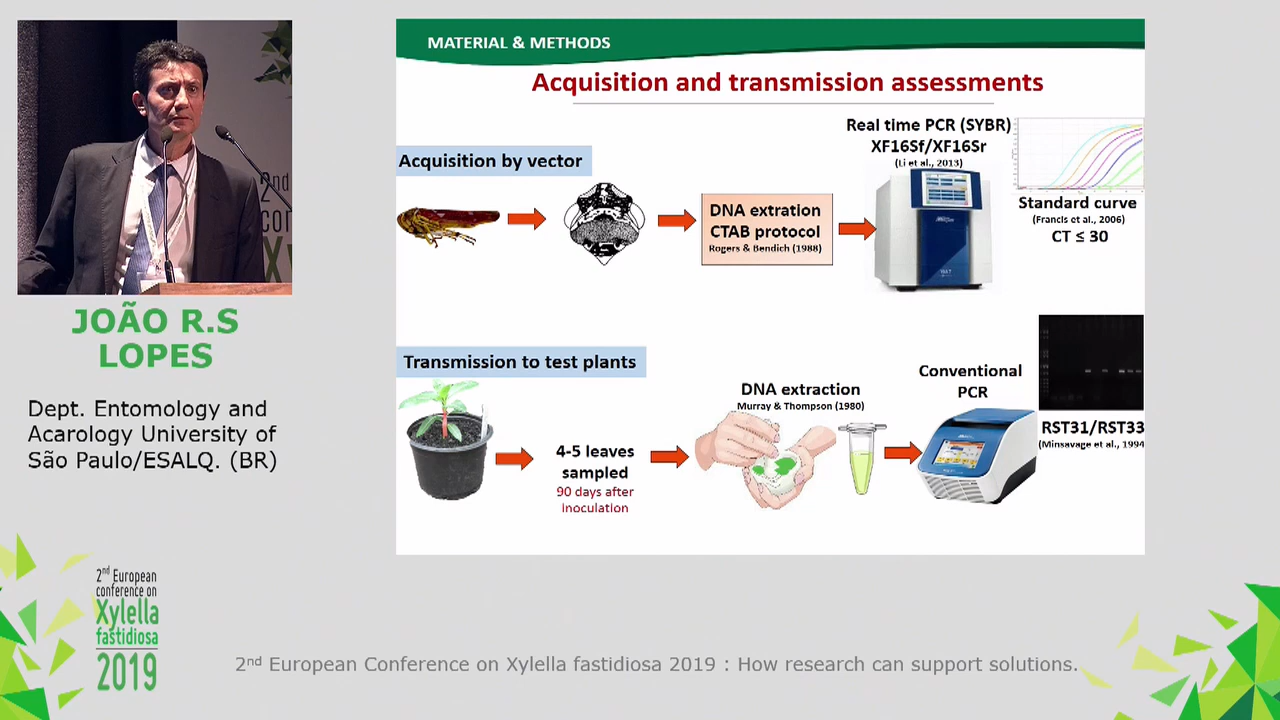 MATERIAL & METHODS
Acquisition and transmission assessments
Acquisition by vector
DNA extration
CTAB protocol
Rogers & Bendich (1988)
Real time PCR (SYBR)
XF16Sf/XF16Sr
(Li et al., 2013)
Standard curve
(Francis et al., 2006)
CT ≤ 30
Transmission to test plants
4-5 leaves
sampled
90 days after
inoculation
DNA extraction
Murray & Thompson (1980)
Conventional
PCR
RST31/RST33
(Minsavage et al., 1994
JOÃO R.S
LOPES
Dept. Entomology and
Acarology University of
São Paulo/ESALQ. (BR)
2nd European
conference on
Xylella
fastidiosa
2019
2nd European Conference on Xylella fastidiosa 2019 : How research can support solutions.
2nd
con
Xy